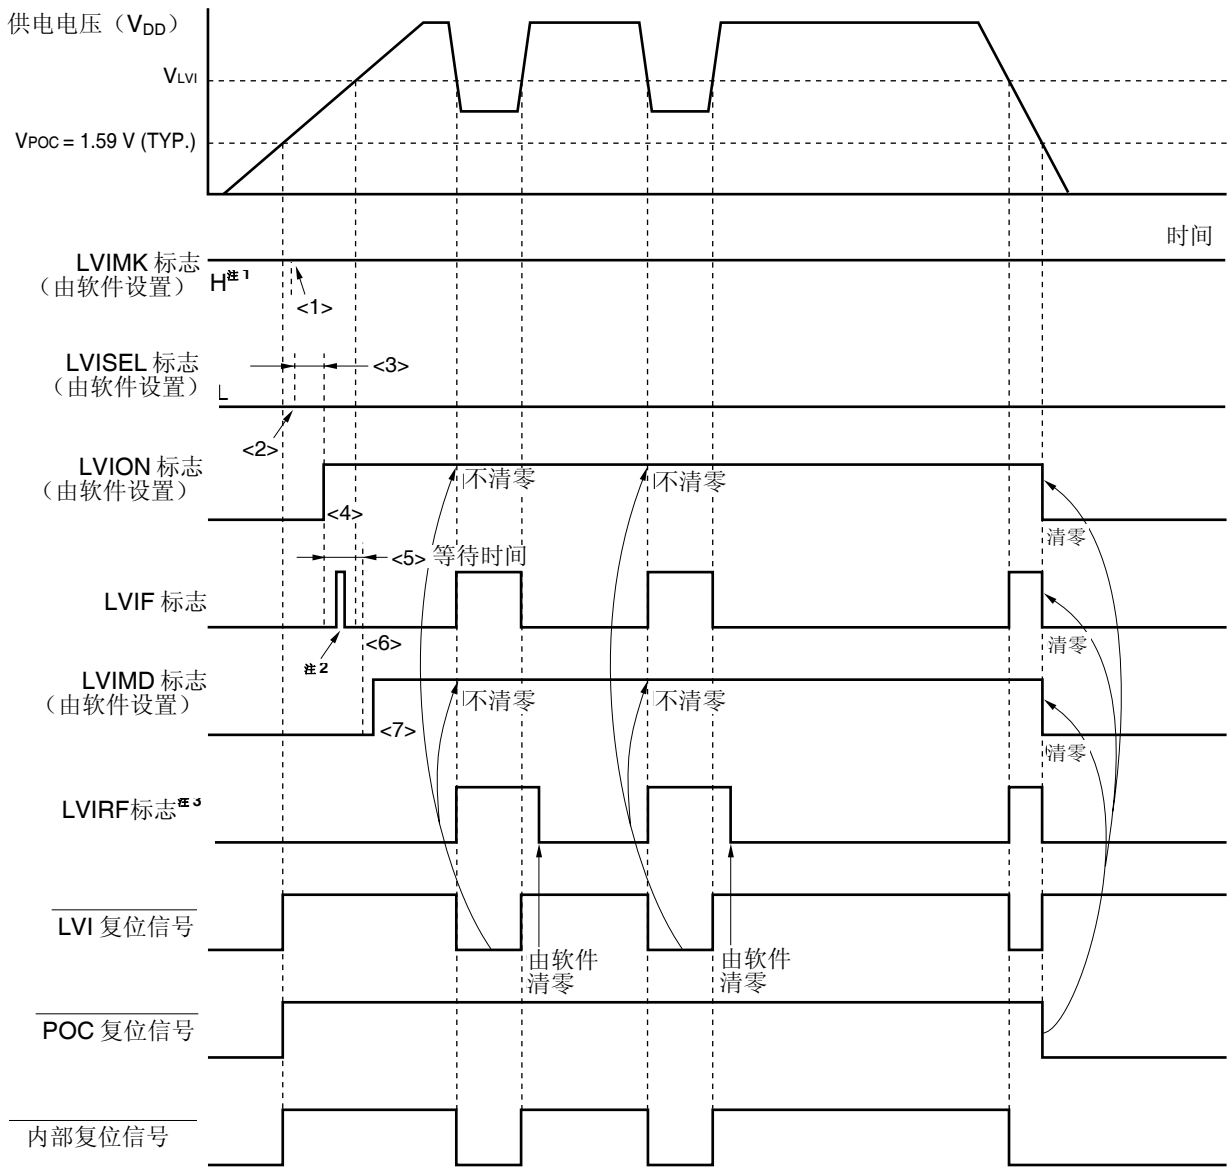 供电电压（VDD）
VLVI
VPOC = 1.59 V (TYP.)
时间
LVIMK 标志
（由软件设置）
H注1
<1>
LVISEL 标志
（由软件设置）
L
<3>
<2>
LVION 标志
（由软件设置）
不清零
不清零
<4>
清零
<5> 等待时间
LVIF 标志
注2
<6>
清零
LVIMD 标志
（由软件设置）
不清零
不清零
<7>
清零
LVIRF标志注3
LVI 复位信号
由软件
清零
由软件
清零
POC 复位信号
内部复位信号